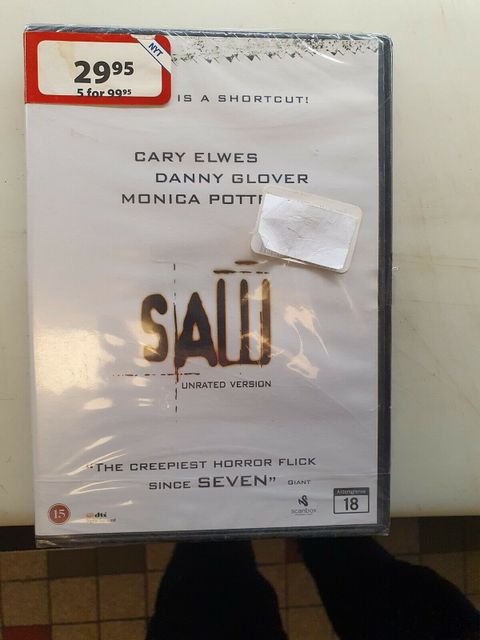 NYT
29 95
5 for 99 95
IS A SHORTCUT!
CARY ELWES
DANNY GLOVER
MONICA POTT
SAW
UNRATED VERSION
"THE CREEPIEST HORROR FLICK
SINCE SEVEN" GIANT
15
dti
scanbox
18